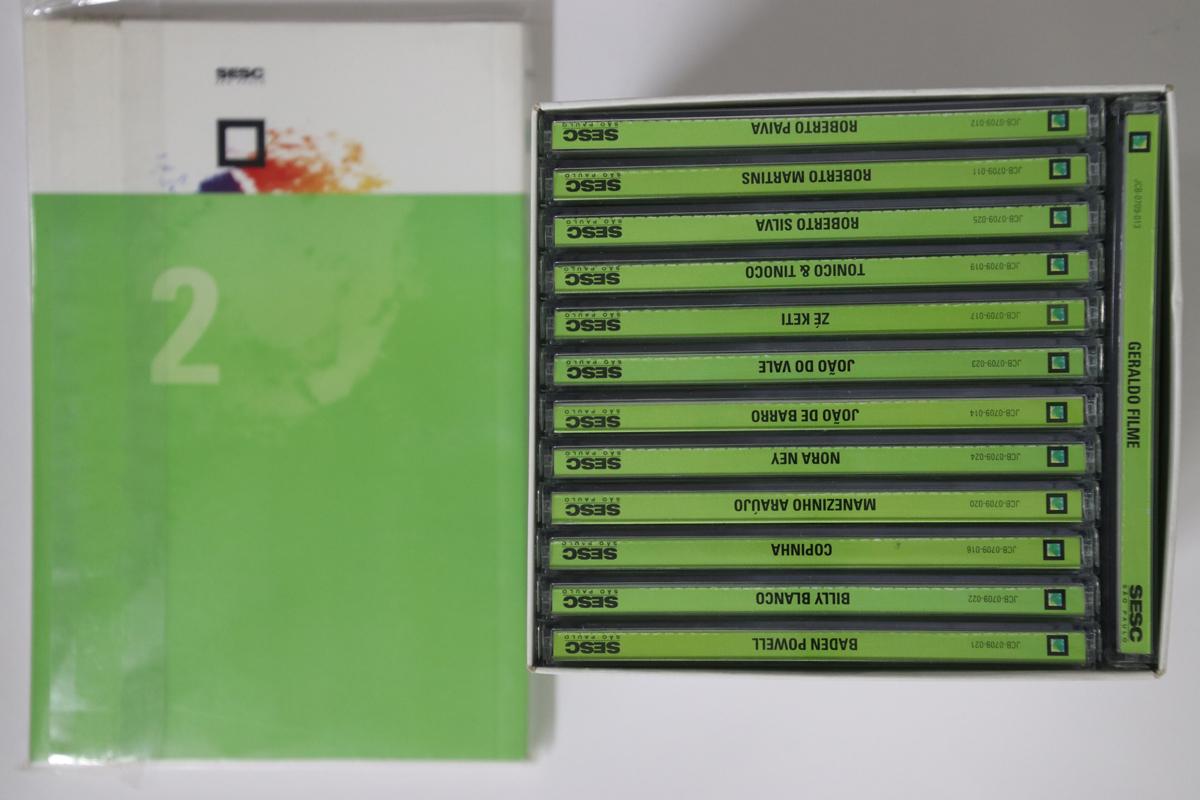 SESC
SÃO PAULO
2
SESC SÃO PAULO ROBERTO PAIVA JCB-0709-012
SESC SÃO PAULO ROBERTO MARTINS JCB-0709-011
SESC SÃO PAULO ROBERTO SILVA JCB-0709-025
SESC SÃO PAULO TONICO & TINOCO JCB-0709-019
SESC SÃO PAULO ZÉ KETI JCB-0709-017
SESC SÃO PAULO JOÃO DO VALE JCB-0709-023
SESC SÃO PAULO JOÃO DE BARRO JCB-0709-014
SESC SÃO PAULO NORA NEY JCB-0709-024
SESC SÃO PAULO MANEZINHO ARAÚJO JCB-0709-020
SESC SÃO PAULO COPINHA JCB-0709-016
SESC SÃO PAULO BILLY BLANCO JCB-0709-022
SESC SÃO PAULO BADEN POWELL JCB-0709-021
JCB-0709-013 GERALDO FILME SESC SÃO PAULO